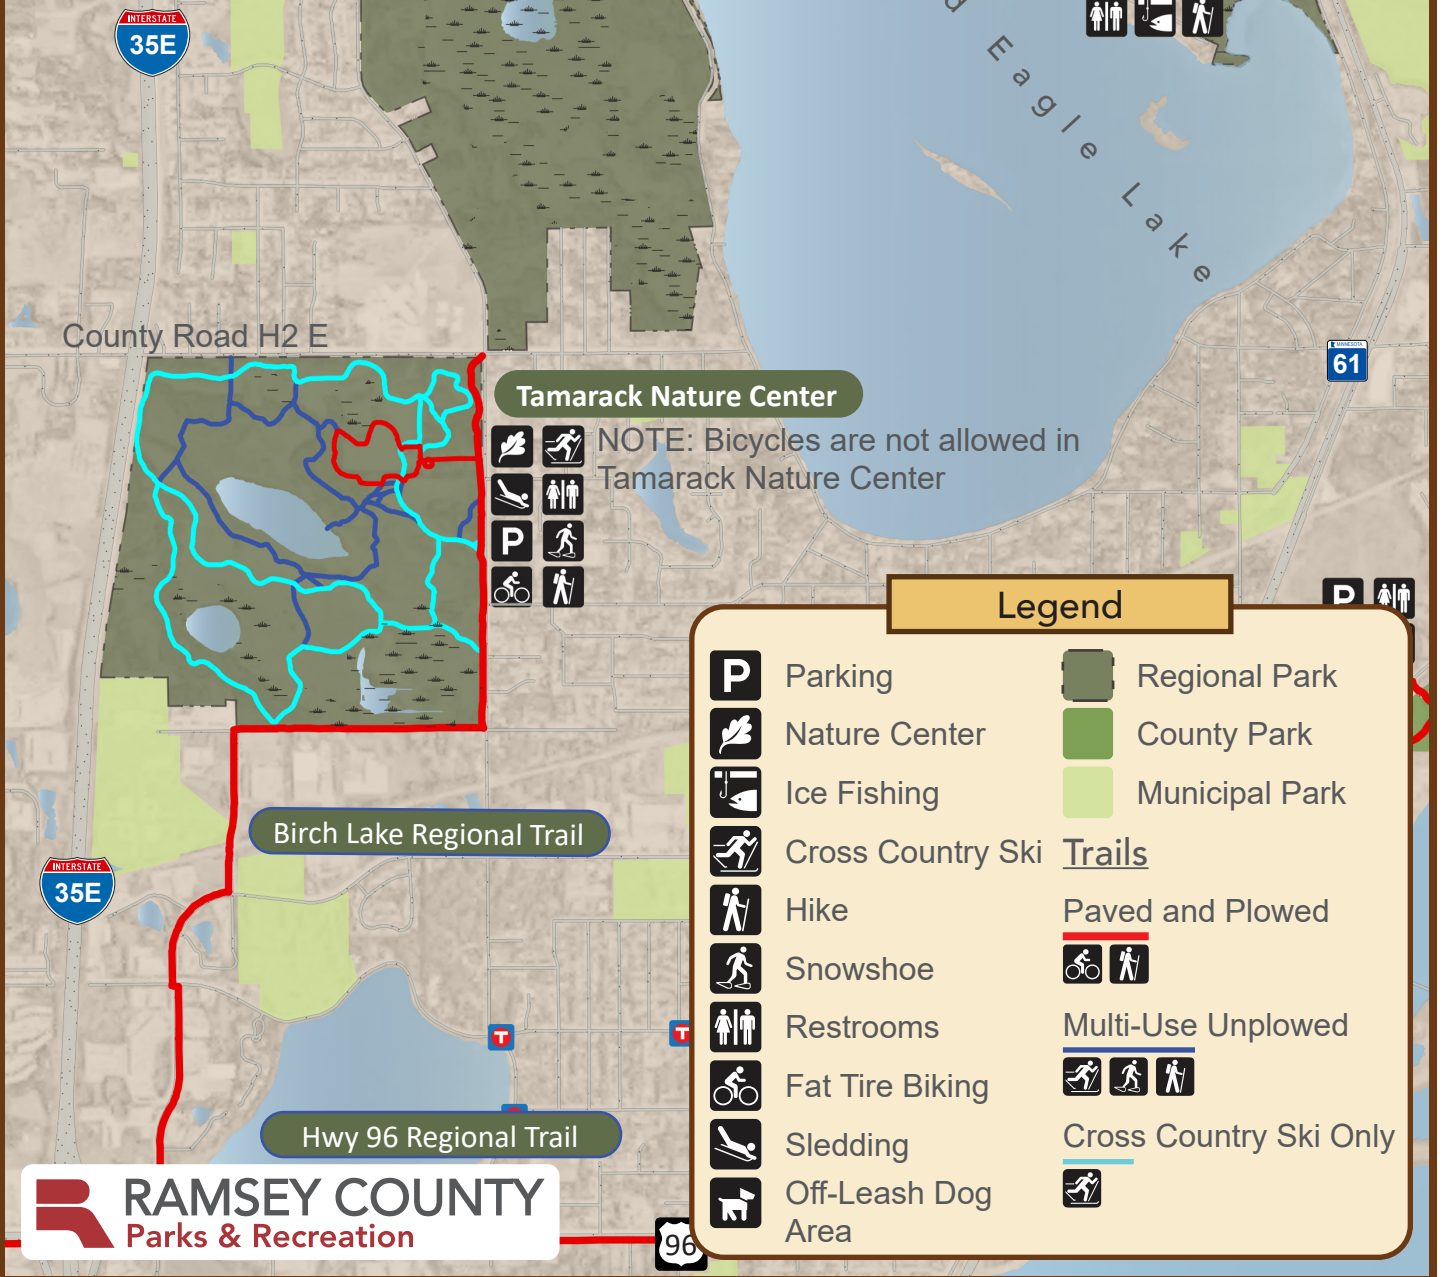 INTERSTATE
35E
d Eagle Lake
County Road H2 E
MINNESOTA
61
Tamarack Nature Center
NOTE: Bicycles are not allowed in
Tamarack Nature Center
P
P
Legend
P Parking
Nature Center
Ice Fishing
Cross Country Ski
Hike
Snowshoe
Restrooms
Fat Tire Biking
Sledding
Off-Leash Dog
Area
Regional Park
County Park
Municipal Park
Trails
Paved and Plowed
Multi-Use Unplowed
Cross Country Ski Only
Birch Lake Regional Trail
INTERSTATE
35E
T
T
Hwy 96 Regional Trail
RAMSEY COUNTY
Parks & Recreation
96